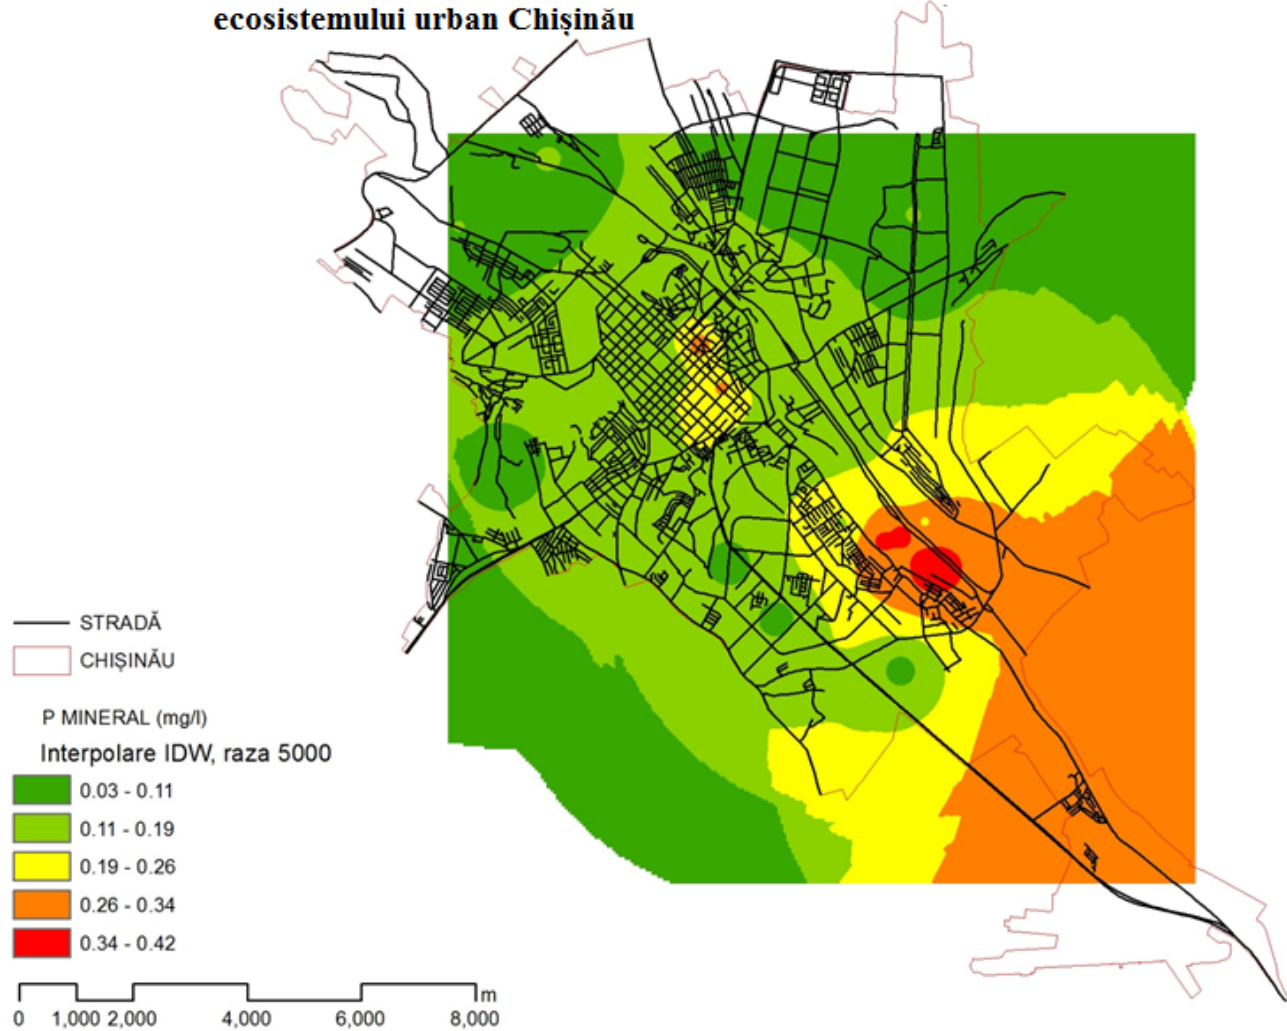 ecosistemului urban Chișinău
STRADĂ
CHIȘINĂU
P MINERAL (mg/l)
Interpolare IDW, raza 5000
0.03 - 0.11
0.11 - 0.19
0.19 - 0.26
0.26 - 0.34
0.34 - 0.42
m
0 1,000 2,000 4,000 6,000 8,000